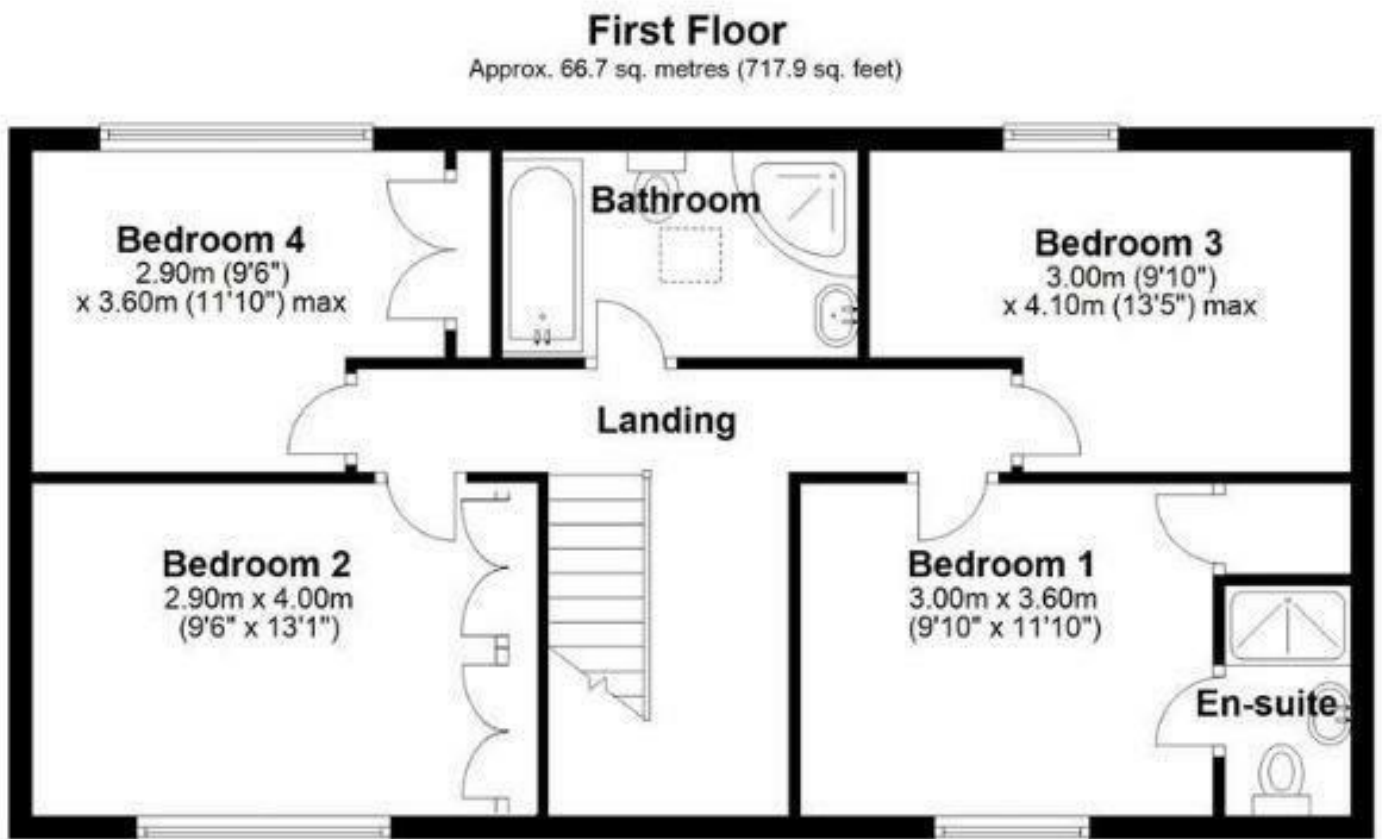 First Floor
Approx. 66.7 sq. metres (717.9 sq. feet)
Bedroom 4
2.90m (9'6")
x 3.60m (11'10") max
Bathroom
Bedroom 3
3.00m (9'10")
x 4.10m (13'5") max
Landing
Bedroom 2
2.90m x 4.00m
(9'6" x 13'1")
Bedroom 1
3.00m x 3.60m
(9'10" x 11'10")
En-suite